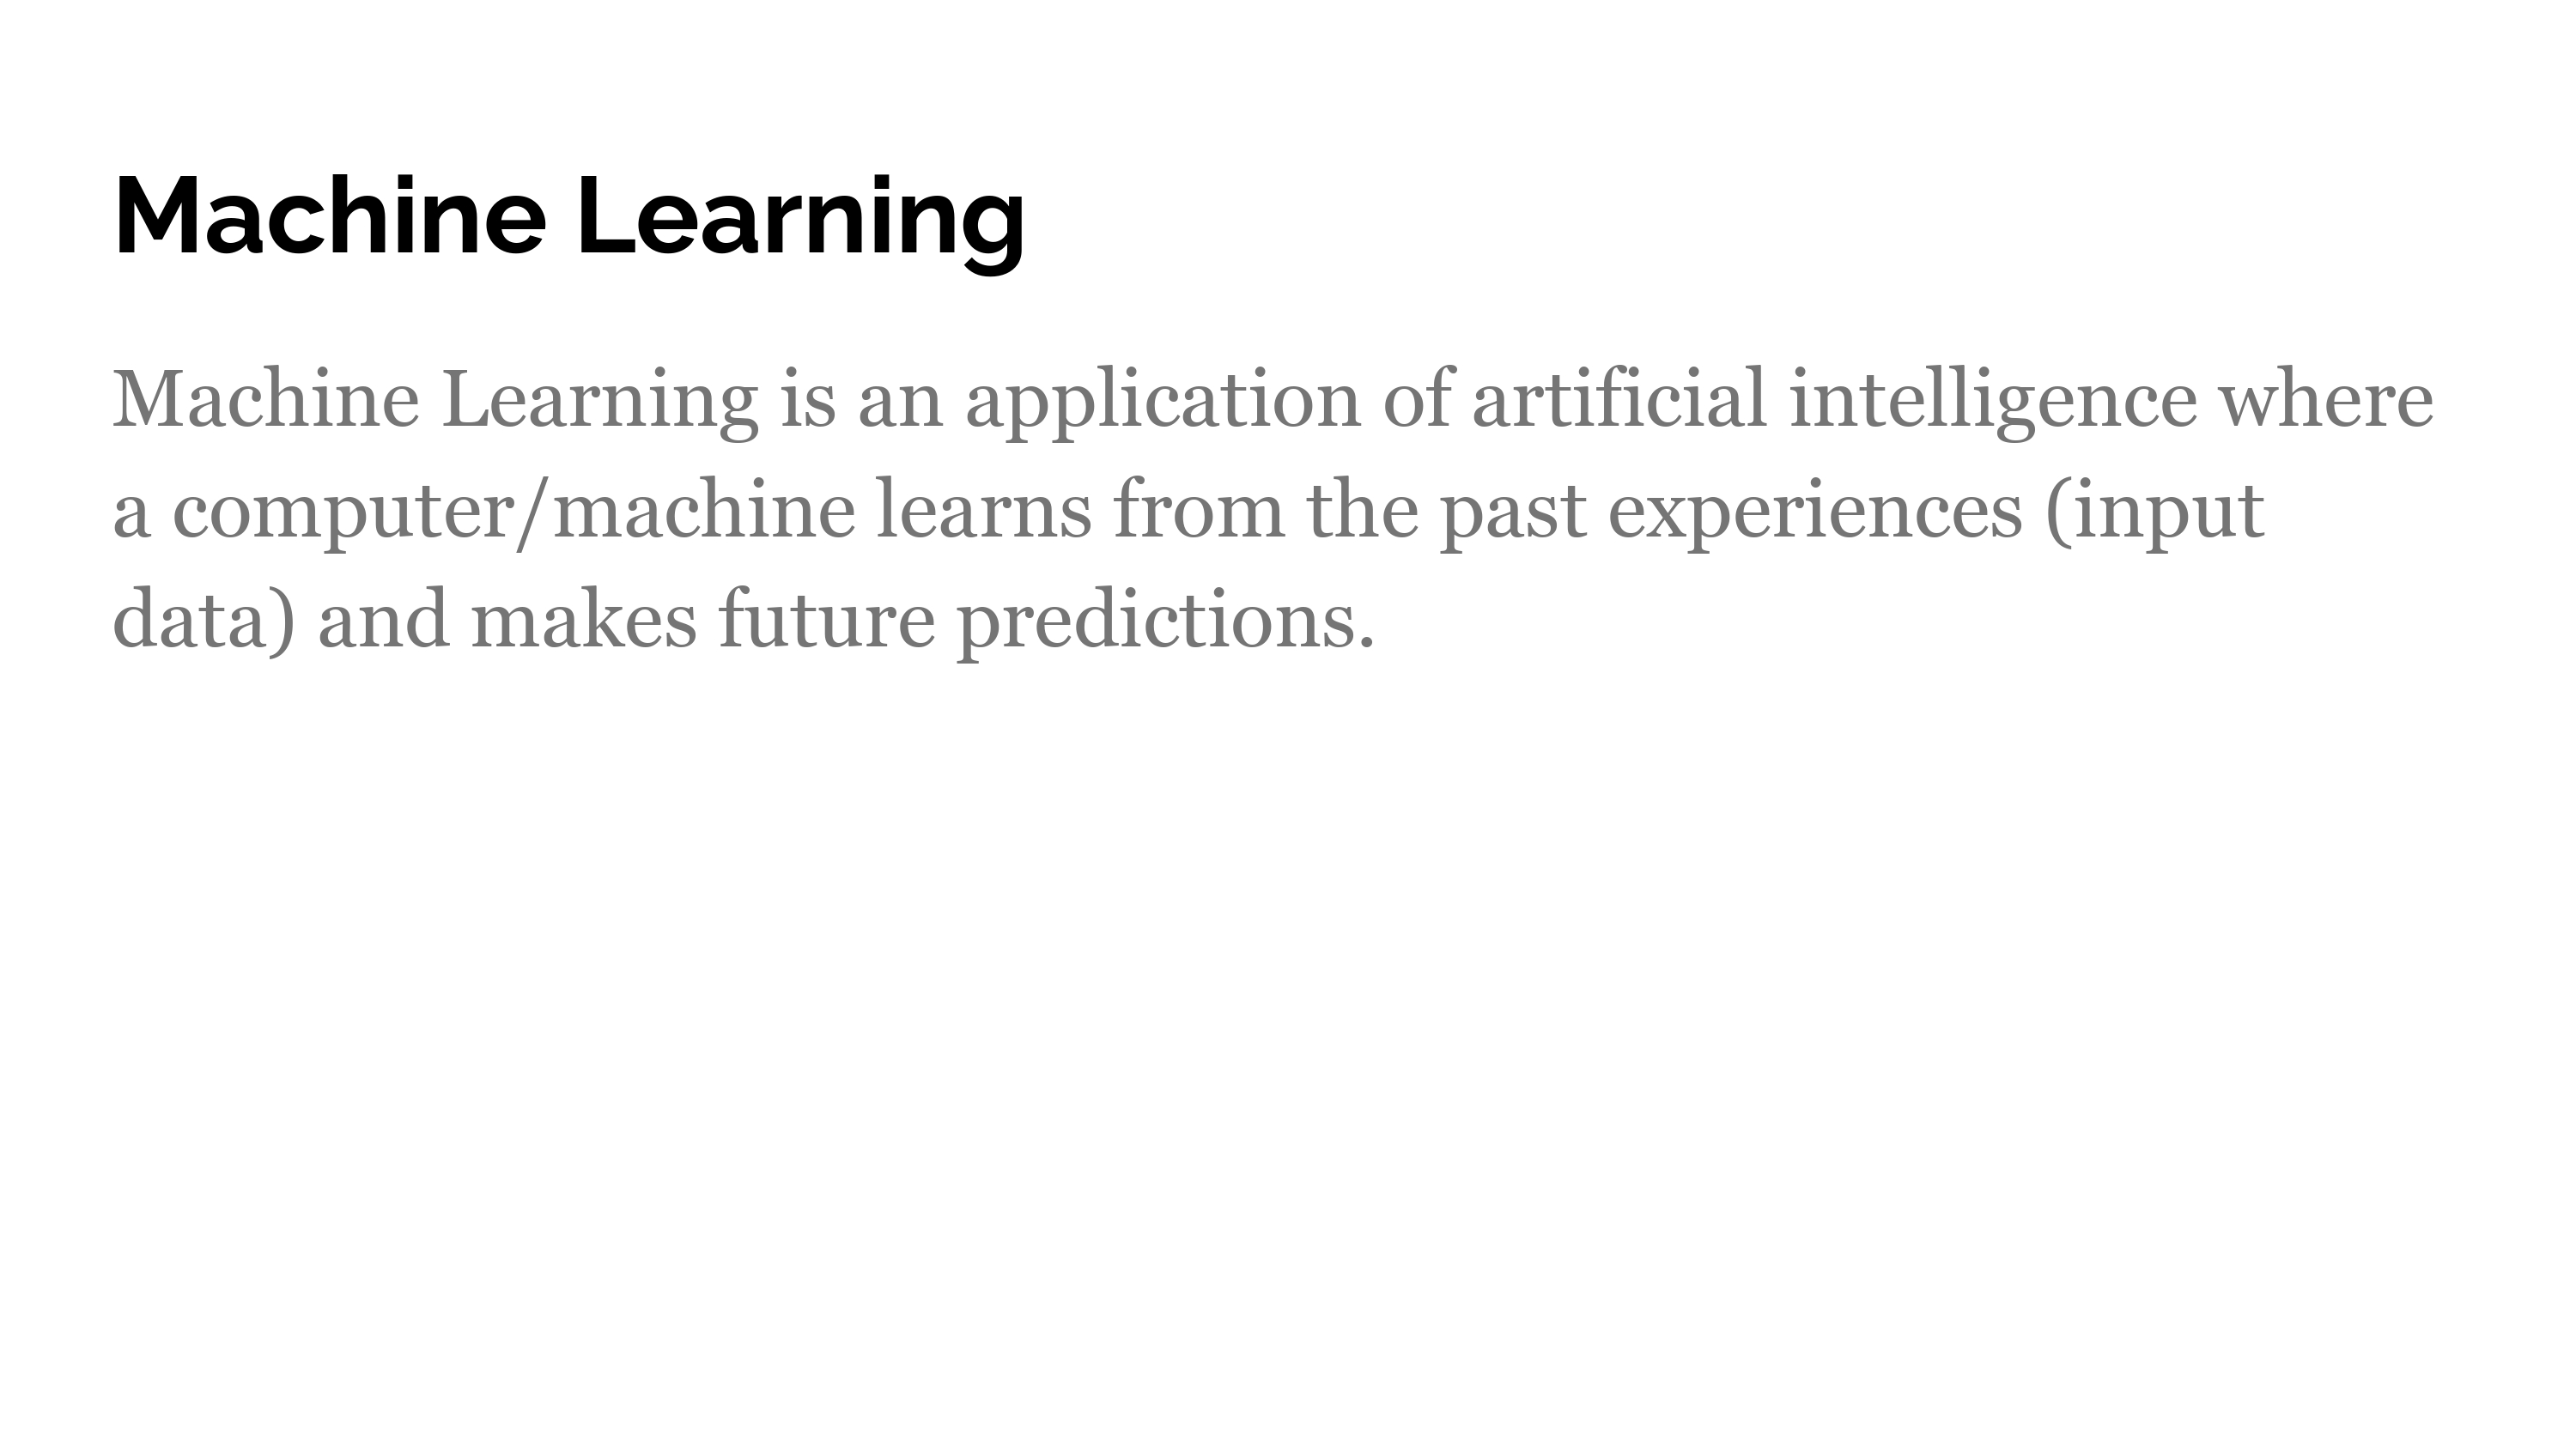 Machine Learning
Machine Learning is an application of artificial intelligence where
a computer/machine learns from the past experiences (input
data) and makes future predictions.